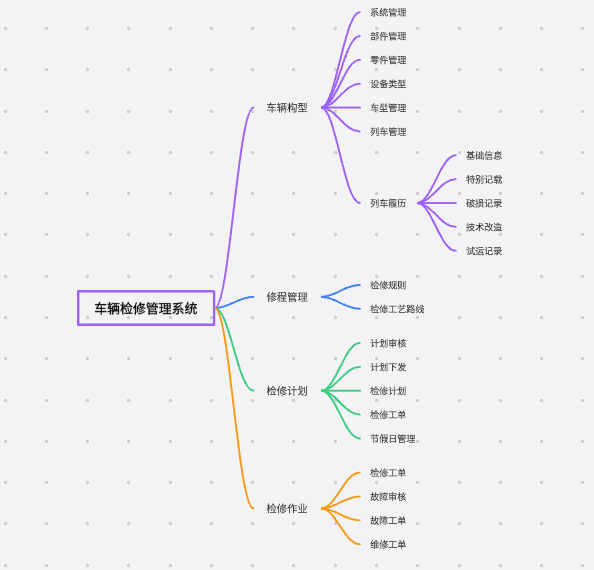 车辆检修管理系统
车辆构型
系统管理
部件管理
零件管理
设备类型
车型管理
列车管理
列车履历
基础信息
特别记载
破损记录
技术改造
试运记录
修程管理
检修规则
检修工艺路线
检修计划
计划审核
计划下发
检修计划
检修工单
节假日管理
检修作业
检修工单
故障审核
故障工单
维修工单